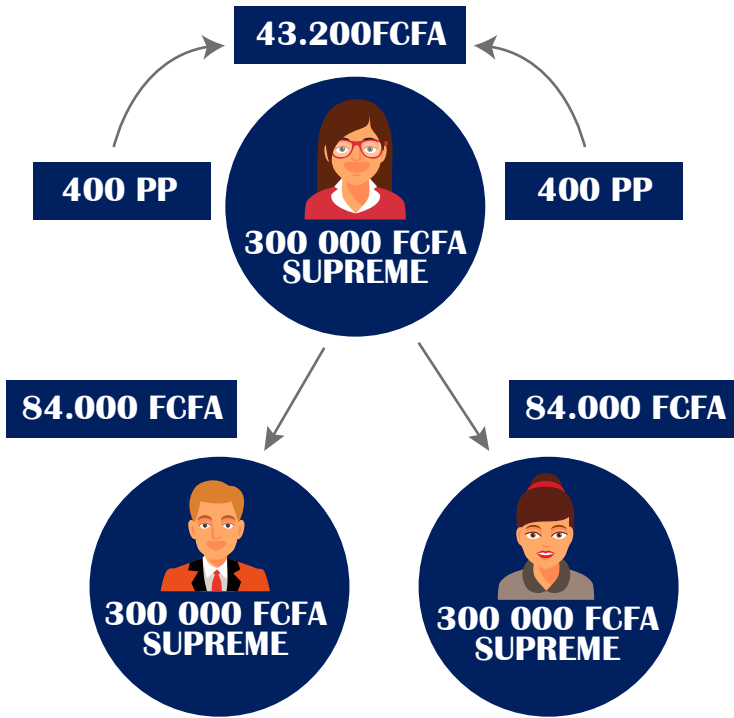 43.200FCFA
400 PP
400 PP
300 000 FCFA
SUPREME
84.000 FCFA
84.000 FCFA
300 000 FCFA
SUPREME
300 000 FCFA
SUPREME